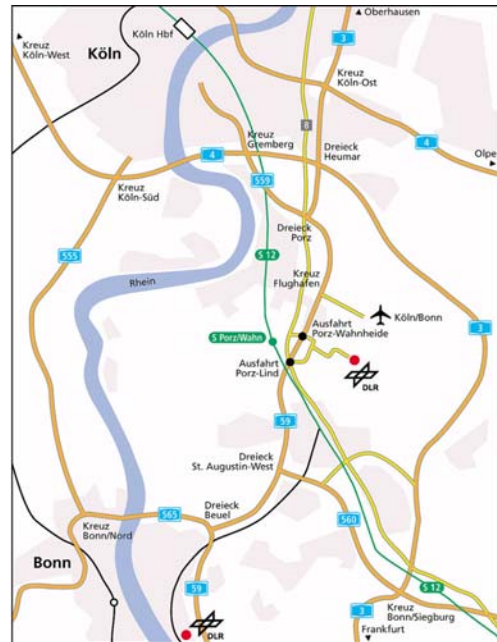 Oberhausen
3
Köln Hbf
Kreuz
Köln-West
Köln
Kreuz
Köln-Ost
8
Kreuz
Gremberg
4
4
Dreieck
Heumar
Olpe
559
Kreuz
Köln-Süd
Dreieck
Porz
555
S 12
Kreuz
Flughafen
Rhein
Köln/Bonn
Ausfahrt
Porz-Wahnheide
3
S Porz/Wahn
Ausfahrt
Porz-Lind
DLR
59
Dreieck
St. Augustin-West
565
Dreieck
Beuel
560
Kreuz
Bonn/Nord
Bonn
59
S 12
DLR
3
Kreuz
Bonn/Siegburg
Frankfurt